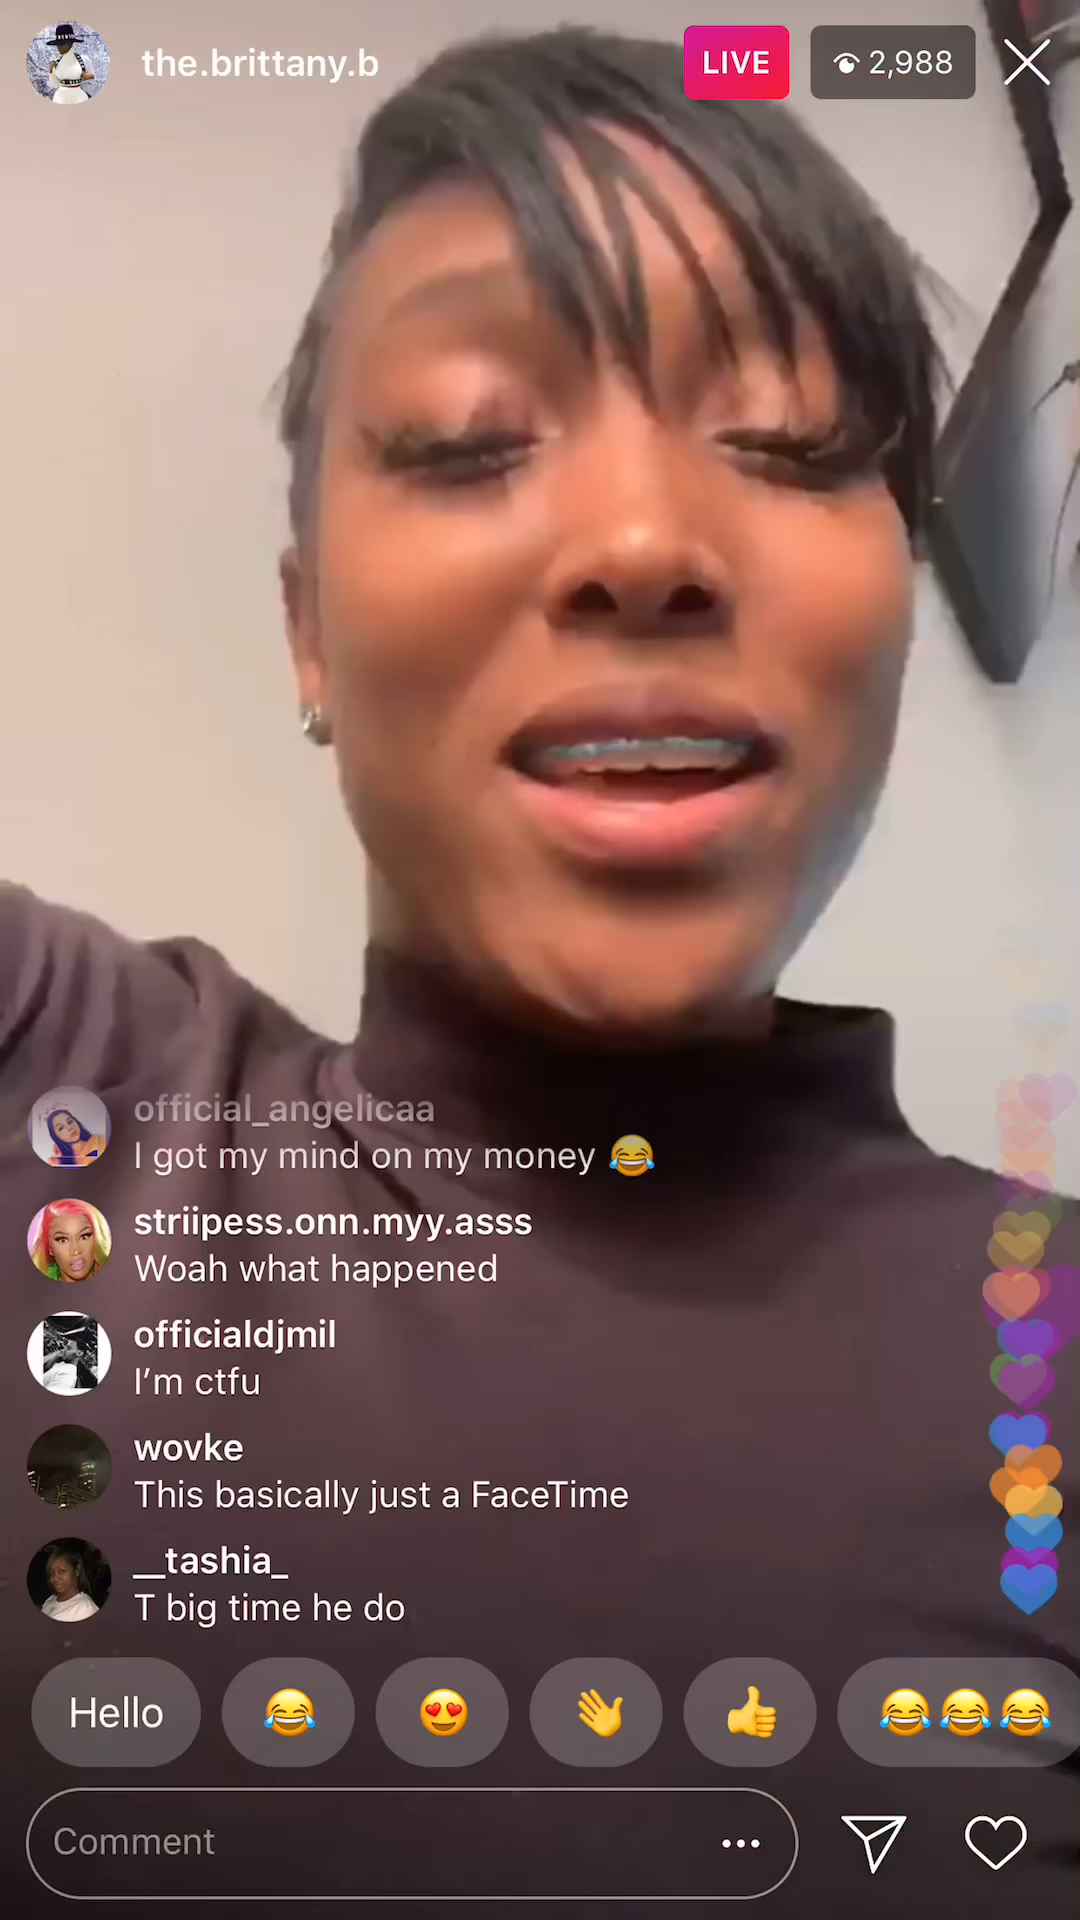 the.brittany.b
LIVE
2,988
official_angelicaa
I got my mind on my money 😂
striipess.onn.myy.asss
Woah what happened
officialdjmil
I’m ctfu
wovke
This basically just a FaceTime
__tashia_
T big time he do
Hello 😂 😍 👋 👍 😂😂😂
Comment